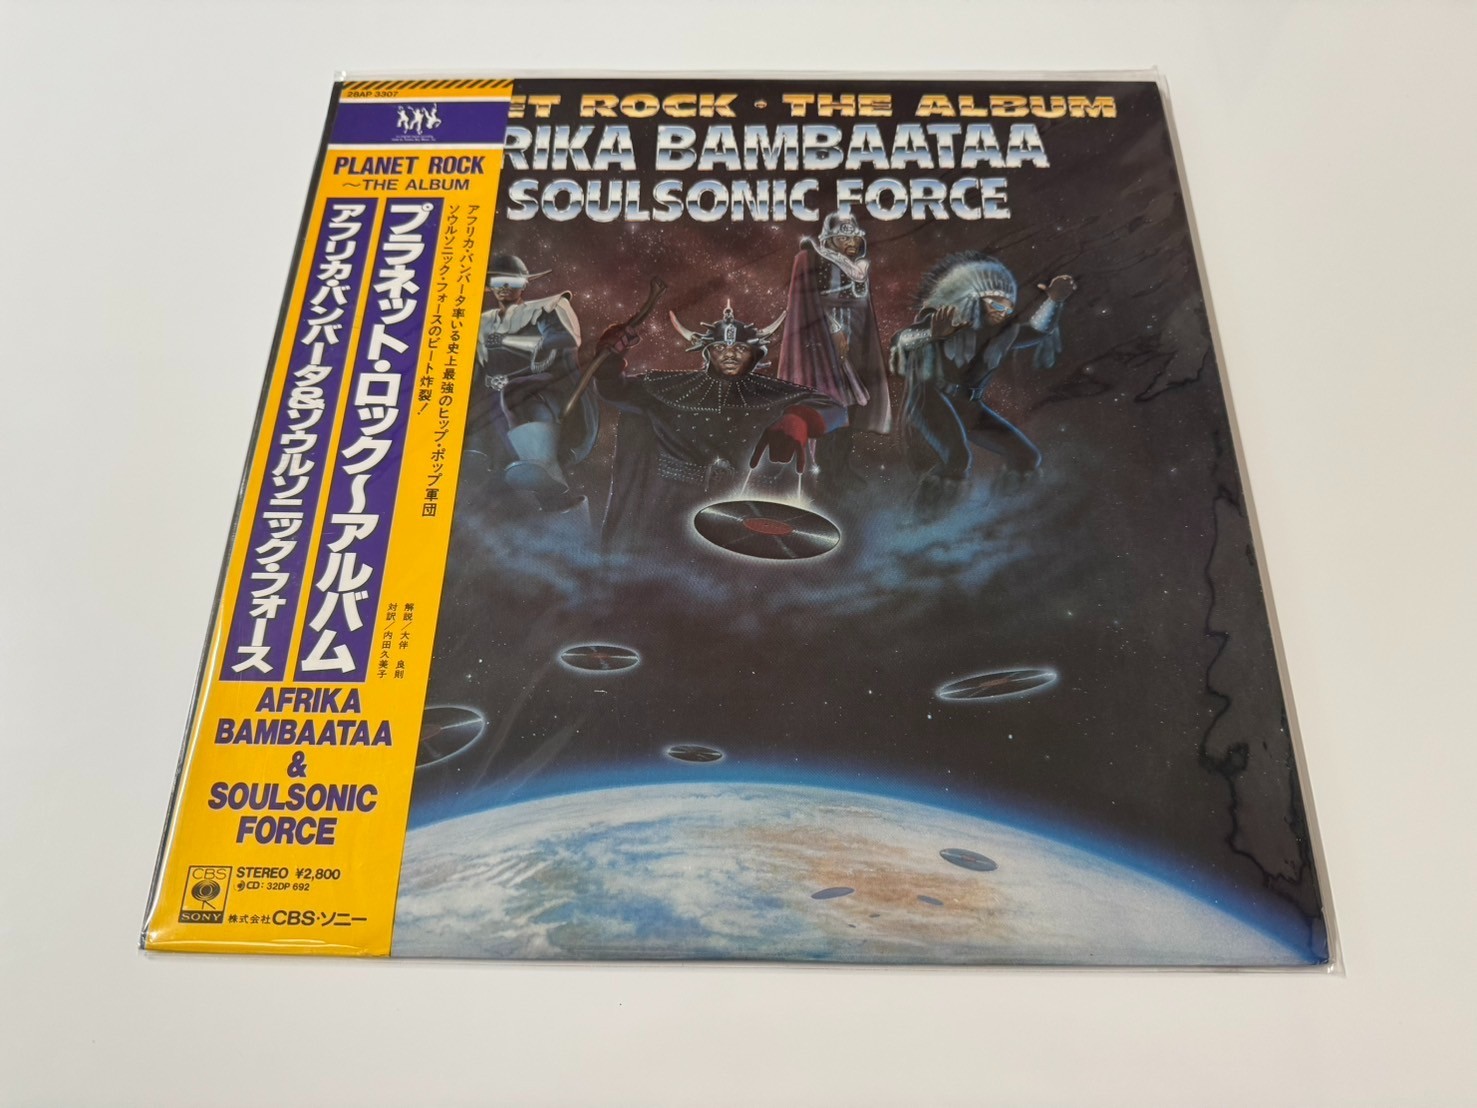 28AP 3307
PLANET ROCK
〜THE ALBUM
アフリカ・バンバータ率いる史上最強のヒップ・ポップ軍団
ソウルソニック・フォースのビート炸裂!
プラネット・ロック〜アルバム
アフリカ・バンバータ&ソウルソニック・フォース
解説/大伴 良則
対訳/内田久美子
AFRIKA
BAMBAATAA
&
SOULSONIC
FORCE
CBS
SONY
STEREO ¥2,800
CD: 32DP 692
株式会社CBS・ソニー
ET ROCK · THE ALBUM
RIKA BAMBAATAA
SOULSONIC FORCE